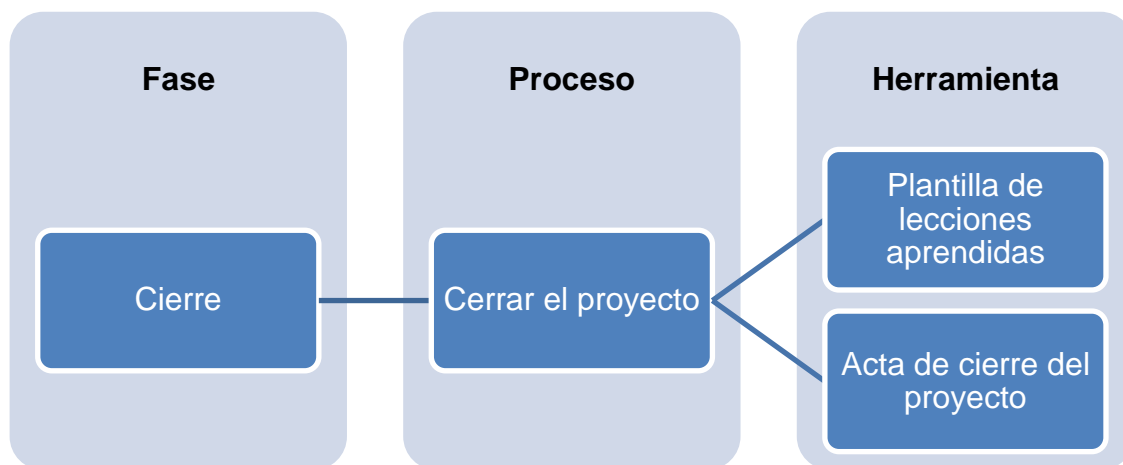 Fase
Proceso
Herramienta
Cierre
Cerrar el proyecto
Plantilla de
lecciones
aprendidas
Acta de cierre del
proyecto